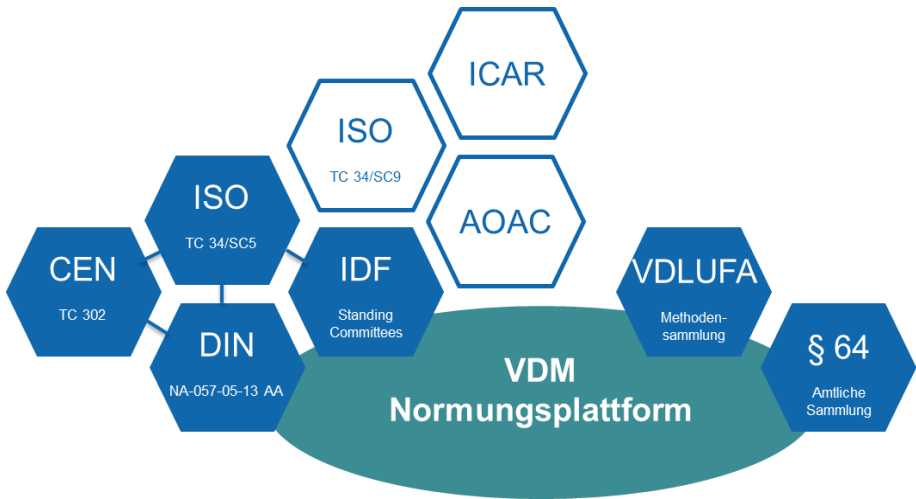 ICAR
ISO
TC 34/SC9
AOAC
ISO
TC 34/SC5
CEN
TC 302
IDF
Standing
Committees
DIN
NA-057-05-13 AA
VDLUFA
Methoden-
sammlung
§ 64
Amtliche
Sammlung
VDM
Normungsplattform